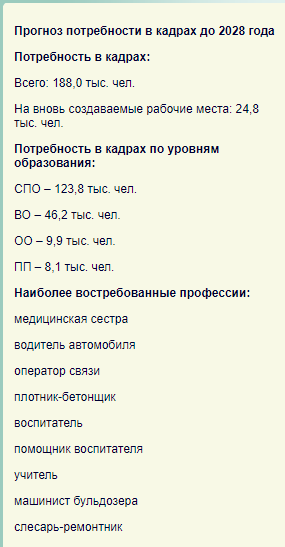 Прогноз потребности в кадрах до 2028 года
Потребность в кадрах:
Всего: 188,0 тыс. чел.
На вновь создаваемые рабочие места: 24,8
тыс. чел.
Потребность в кадрах по уровням
образования:
СПО – 123,8 тыс. чел.
ВО – 46,2 тыс. чел.
ОО – 9,9 тыс. чел.
ПП – 8,1 тыс. чел.
Наиболее востребованные профессии:
медицинская сестра
водитель автомобиля
оператор связи
плотник-бетонщик
воспитатель
помощник воспитателя
учитель
машинист бульдозера
слесарь-ремонтник